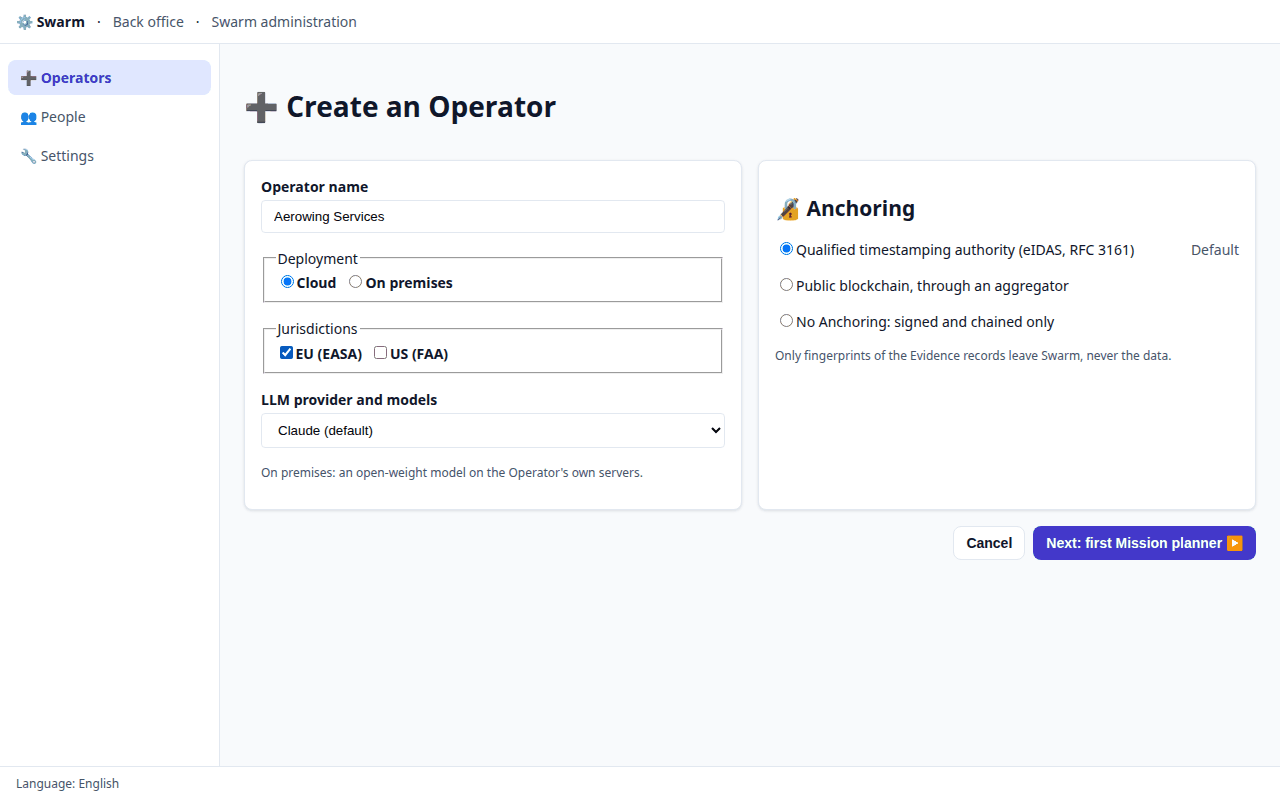 ⚙️ Swarm · Back office · Swarm administration
➕ Operators
👥 People
🔧 Settings
➕ Create an Operator
Operator name
Aerowing Services
Deployment
Cloud On premises
Jurisdictions
EU (EASA) US (FAA)
LLM provider and models
Claude (default)
On premises: an open-weight model on the Operator's own servers.
🔏 Anchoring
Qualified timestamping authority (eIDAS, RFC 3161) Default
Public blockchain, through an aggregator
No Anchoring: signed and chained only
Only fingerprints of the Evidence records leave Swarm, never the data.
Cancel Next: first Mission planner ▶️
Language: English